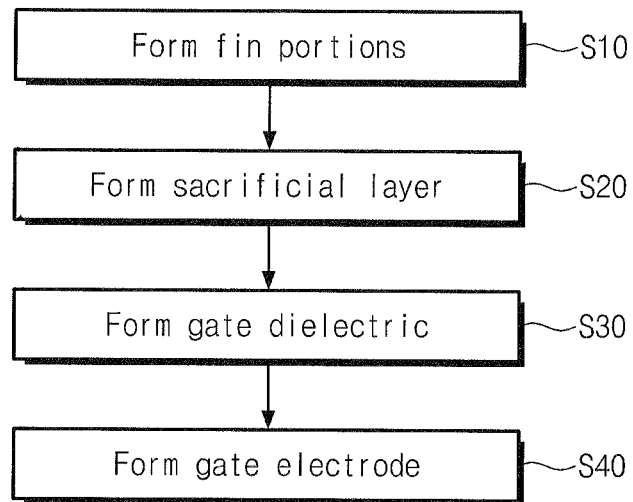 Form fin portions S10
Form sacrificial layer S20
Form gate dielectric S30
Form gate electrode S40